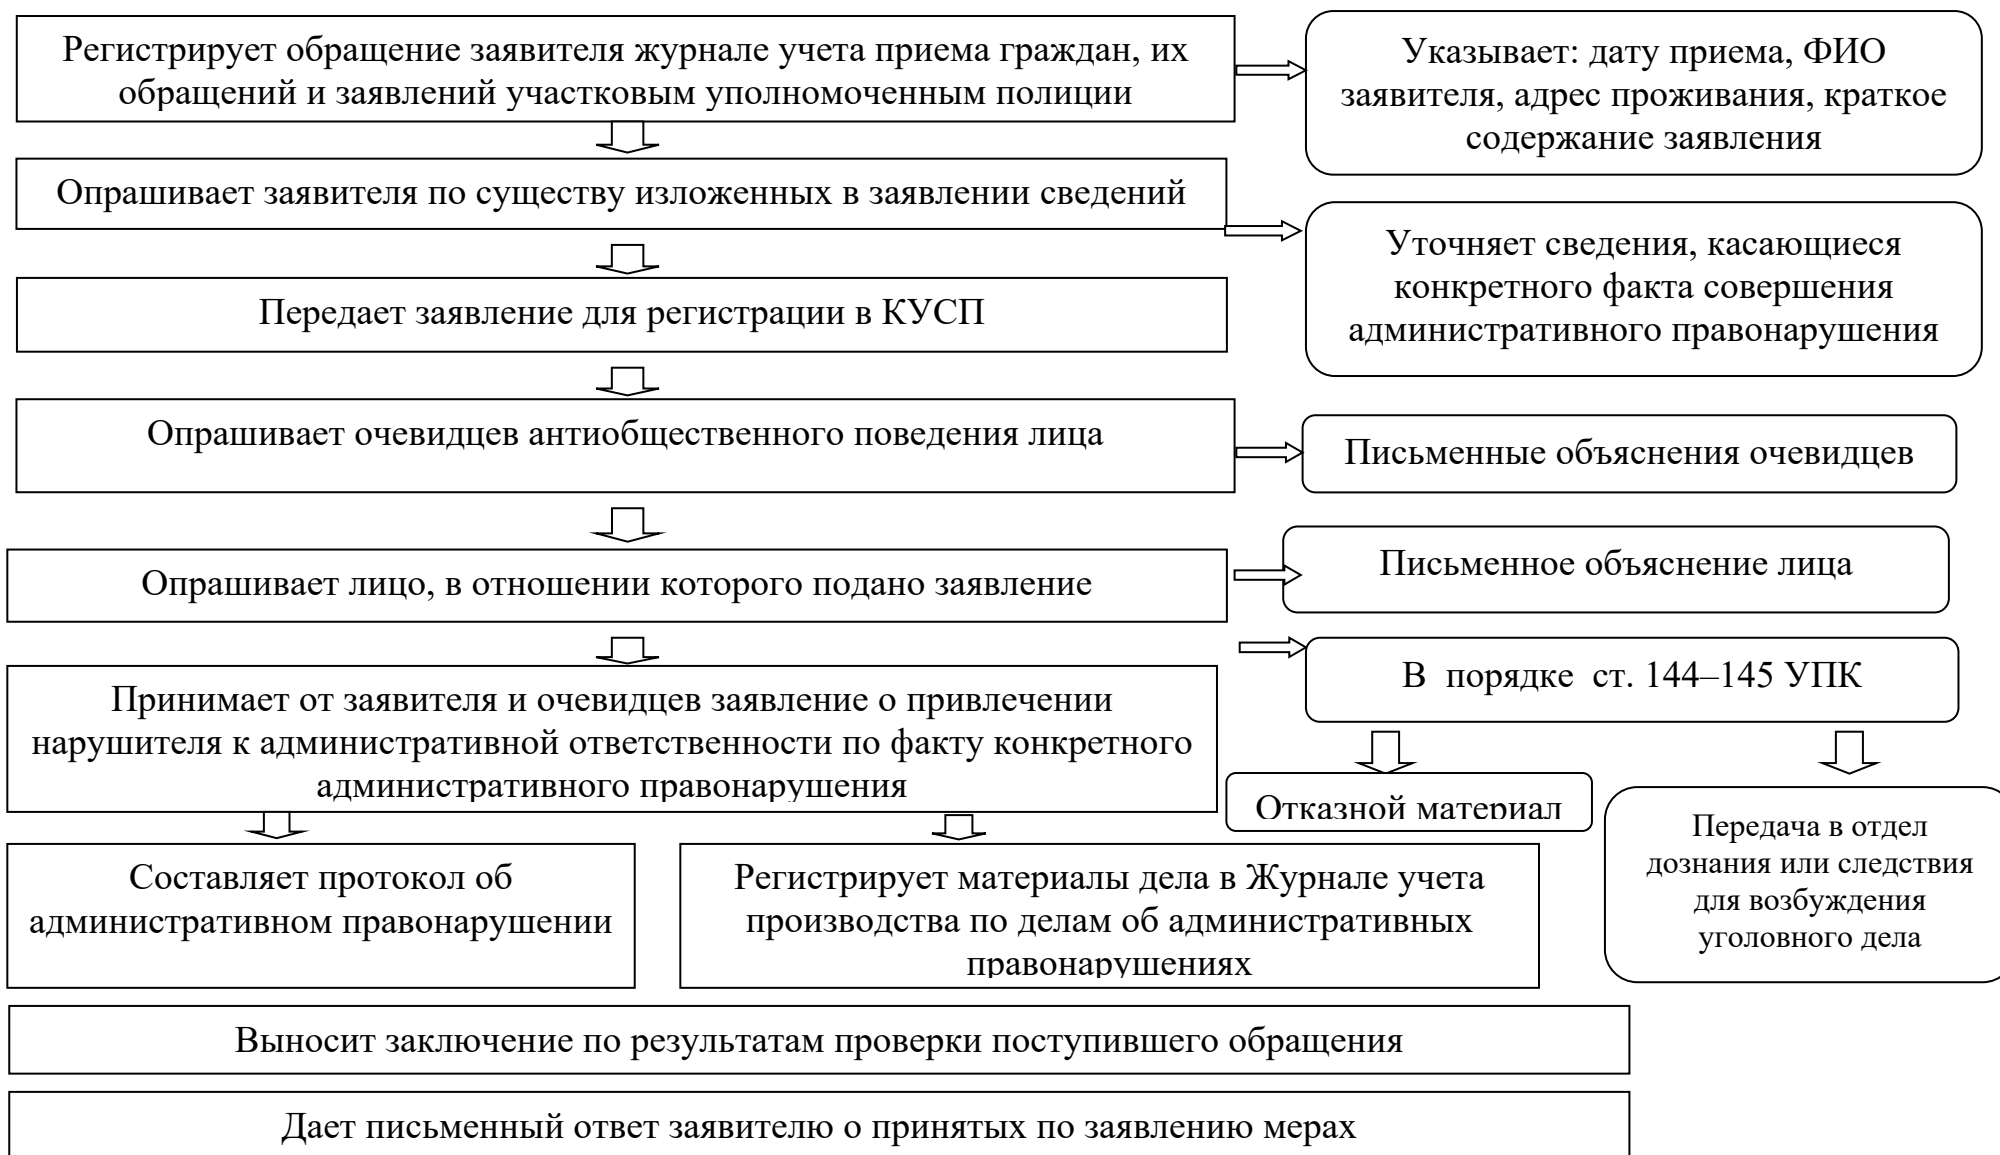 Регистрирует обращение заявителя журнале учета приема граждан, их
обращений и заявлений участковым уполномоченным полиции
Указывает: дату приема, ФИО
заявителя, адрес проживания, краткое
содержание заявления
Опрашивает заявителя по существу изложенных в заявлении сведений
Уточняет сведения, касающиеся
конкретного факта совершения
административного правонарушения
Передает заявление для регистрации в КУСП
Опрашивает очевидцев антиобщественного поведения лица
Письменные объяснения очевидцев
Опрашивает лицо, в отношении которого подано заявление
Письменное объяснение лица
В порядке ст. 144–145 УПК
Принимает от заявителя и очевидцев заявление о привлечении
нарушителя к административной ответственности по факту конкретного
административного правонарушения
Отказной материал
Передача в отдел
дознания или следствия
для возбуждения
уголовного дела
Составляет протокол об
административном правонарушении
Регистрирует материалы дела в Журнале учета
производства по делам об административных
правонарушениях
Выносит заключение по результатам проверки поступившего обращения
Дает письменный ответ заявителю о принятых по заявлению мерах